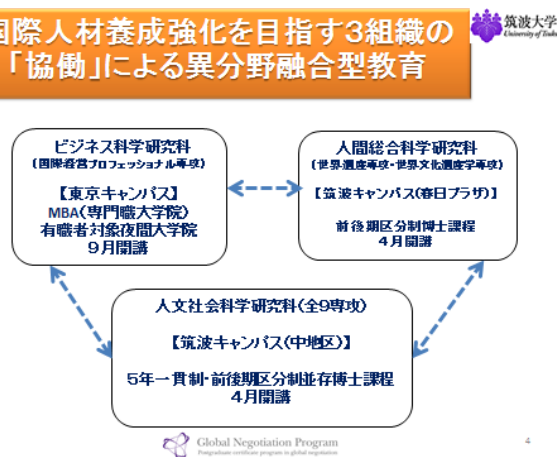 国際人材養成強化を目指す3組織の
「協働」による異分野融合型教育
筑波大学
University of Tsuku
ビジネス科学研究科
(国際経営プロフェッショナル専攻)
【東京キャンパス】
MBA(専門職大学院)
有職者対象夜間大学院
9月開講
人間総合科学研究科
(世界遺産専攻・世界文化遺産学専攻)
【筑波キャンパス(春日プラザ)】
前後期区分制博士課程
4月開講
人文社会科学研究科(全9専攻)
【筑波キャンパス(中地区)】
5年一貫制・前後期区分制並存博士課程
4月開講
Global Negotiation Program
Postgraduate certificate program in global negotiation
4